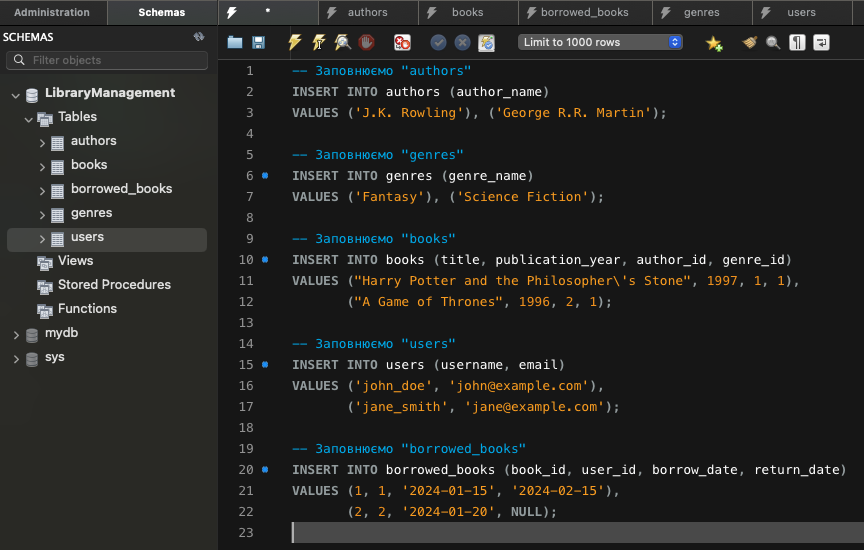 Administration
Schemas
*
authors
books
borrowed_books
genres
users
SCHEMAS
Filter objects
Limit to 1000 rows
LibraryManagement
Tables
authors
books
borrowed_books
genres
users
Views
Stored Procedures
Functions
mydb
sys
1 -- Заповнюємо "authors"
2 INSERT INTO authors (author_name)
3 VALUES ('J.K. Rowling'), ('George R.R. Martin');
4
5 -- Заповнюємо "genres"
6 INSERT INTO genres (genre_name)
7 VALUES ('Fantasy'), ('Science Fiction');
8
9 -- Заповнюємо "books"
10 INSERT INTO books (title, publication_year, author_id, genre_id)
11 VALUES ("Harry Potter and the Philosopher\'s Stone", 1997, 1, 1),
12 ("A Game of Thrones", 1996, 2, 1);
13
14 -- Заповнюємо "users"
15 INSERT INTO users (username, email)
16 VALUES ('john_doe', 'john@example.com'),
17 ('jane_smith', 'jane@example.com');
18
19 -- Заповнюємо "borrowed_books"
20 INSERT INTO borrowed_books (book_id, user_id, borrow_date, return_date)
21 VALUES (1, 1, '2024-01-15', '2024-02-15'),
22 (2, 2, '2024-01-20', NULL);
23